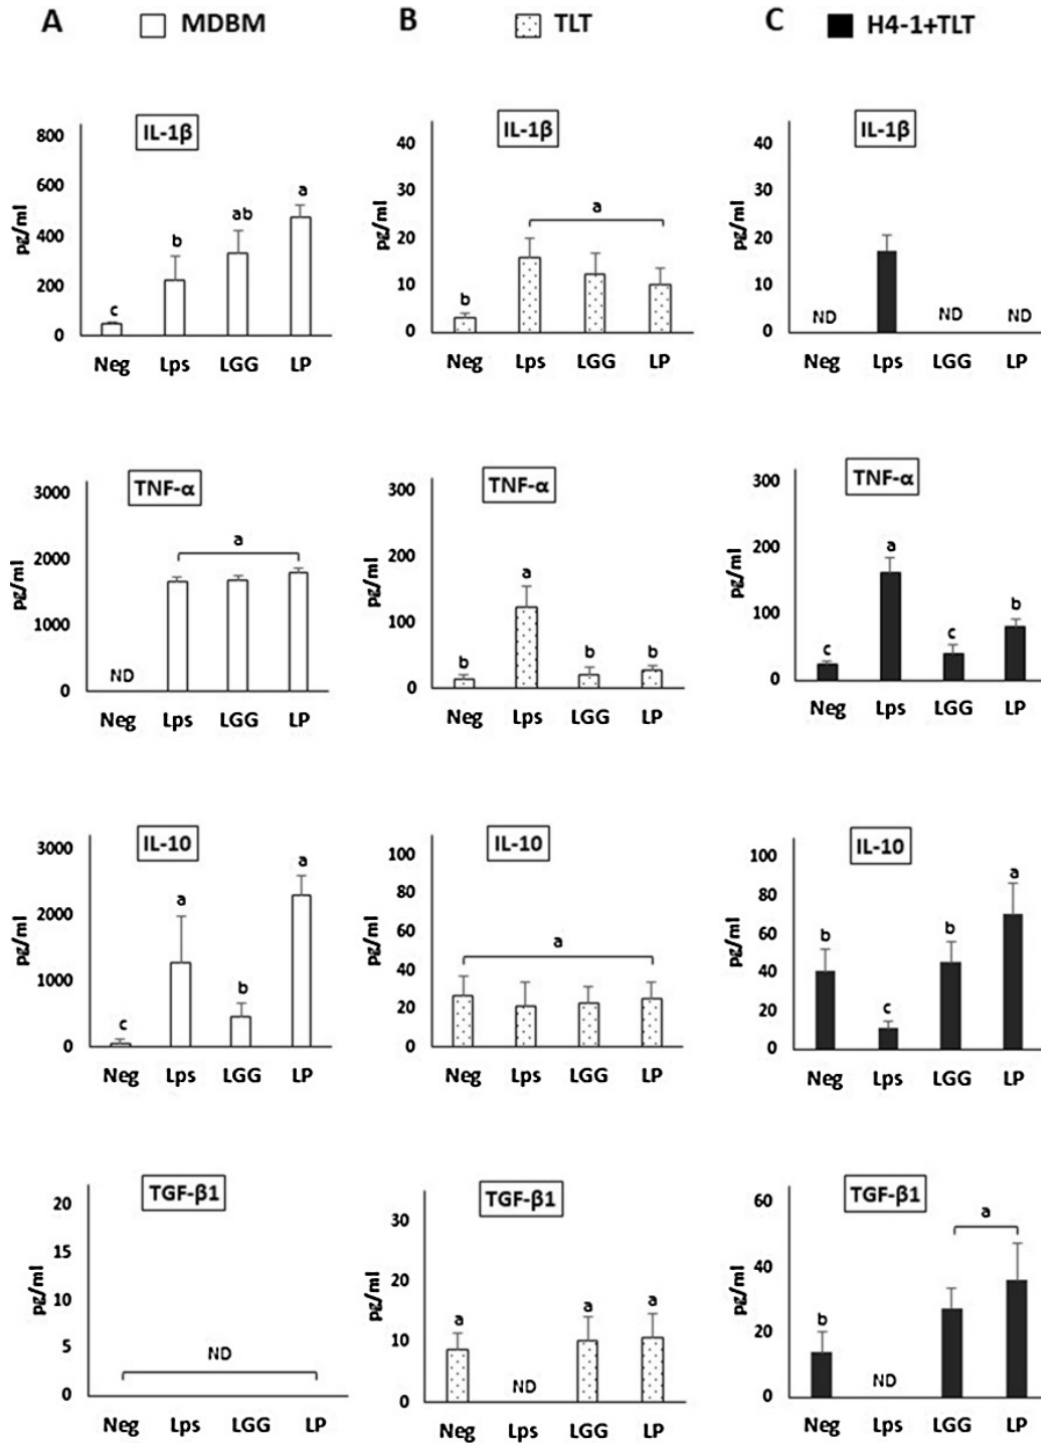 A MDBM B TLT C H4-1+TLT
IL-1β
800
600
400
200
0
pg/ml
c b ab a
Neg Lps LGG LP
IL-1β
40
30
20
10
0
pg/ml
b a
Neg Lps LGG LP
IL-1β
40
30
20
10
0
pg/ml
ND ND ND
Neg Lps LGG LP
TNF-α
3000
2000
1000
0
pg/ml
ND a
Neg Lps LGG LP
TNF-α
300
200
100
0
pg/ml
b a b b
Neg Lps LGG LP
TNF-α
300
200
100
0
pg/ml
c a c b
Neg Lps LGG LP
IL-10
3000
2000
1000
0
pg/ml
c a b a
Neg Lps LGG LP
IL-10
100
80
60
40
20
0
pg/ml
a
Neg Lps LGG LP
IL-10
100
80
60
40
20
0
pg/ml
b c b a
Neg Lps LGG LP
TGF-β1
20
15
10
5
0
pg/ml
ND
Neg Lps LGG LP
TGF-β1
30
20
10
0
pg/ml
a ND a a
Neg Lps LGG LP
TGF-β1
60
40
20
0
pg/ml
b ND a
Neg Lps LGG LP